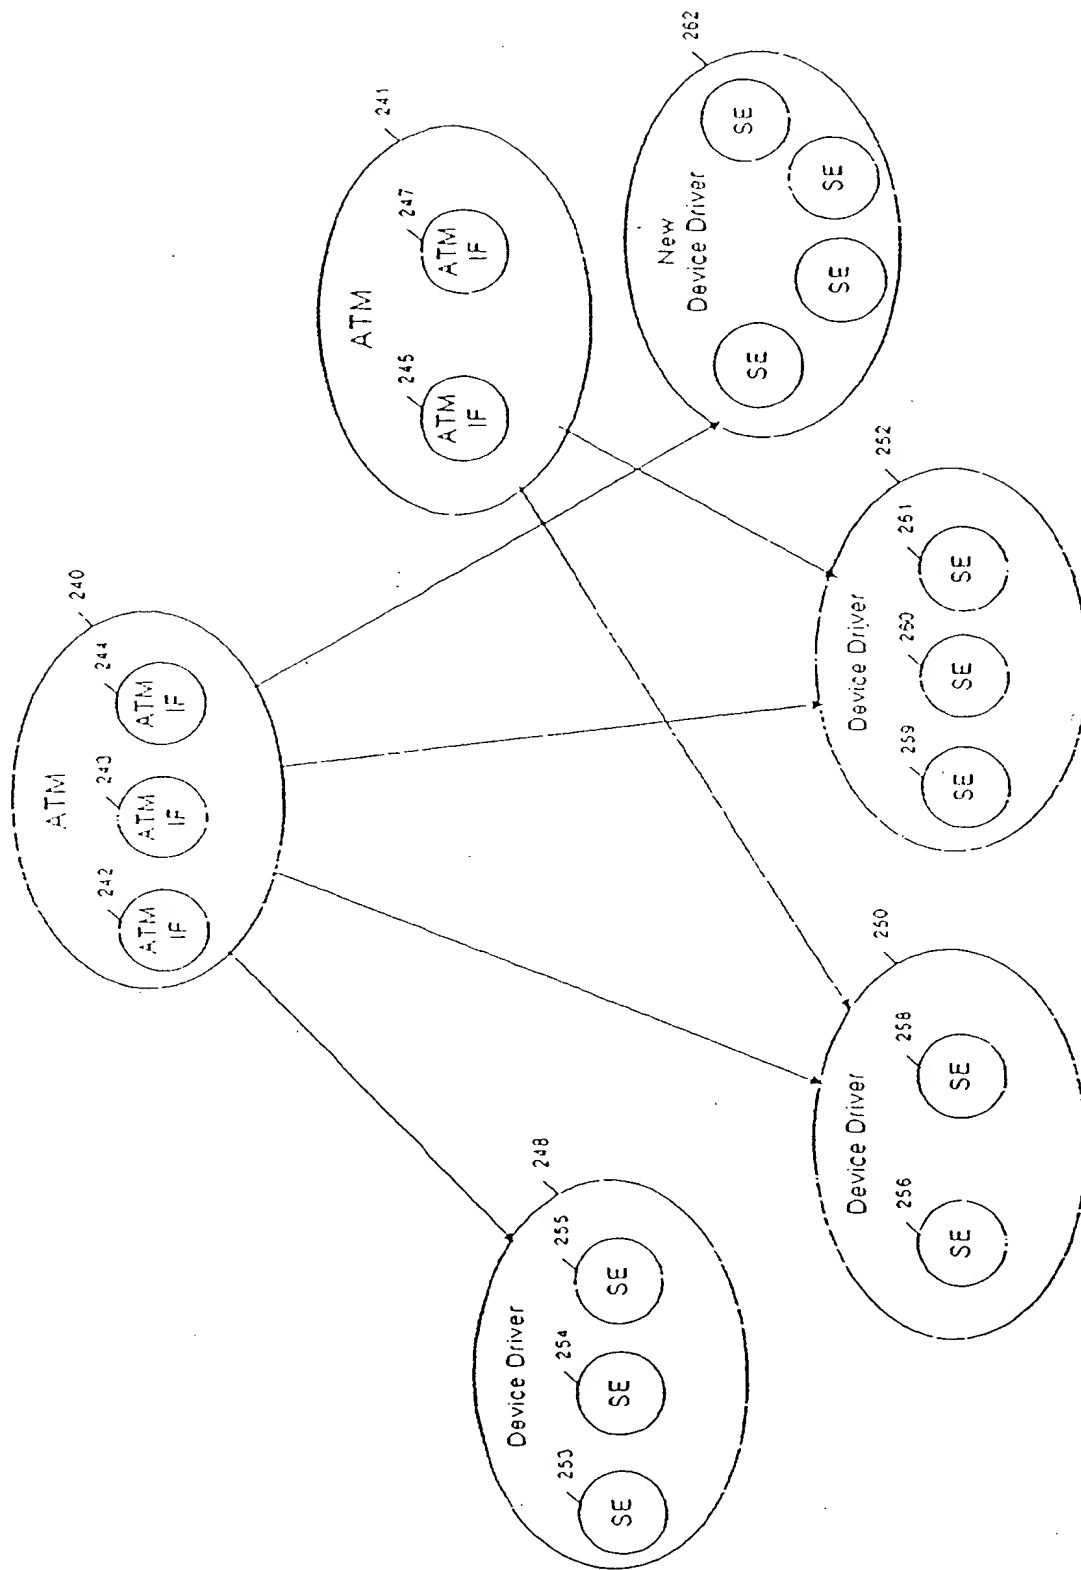 240
ATM
242
243
244
ATM
IF
ATM
IF
ATM
IF
241
ATM
245
247
ATM
IF
ATM
IF
248
Device Driver
253
254
255
SE
SE
SE
250
Device Driver
256
258
SE
SE
252
Device Driver
259
260
261
SE
SE
SE
262
New
Device Driver
SE
SE
SE
SE